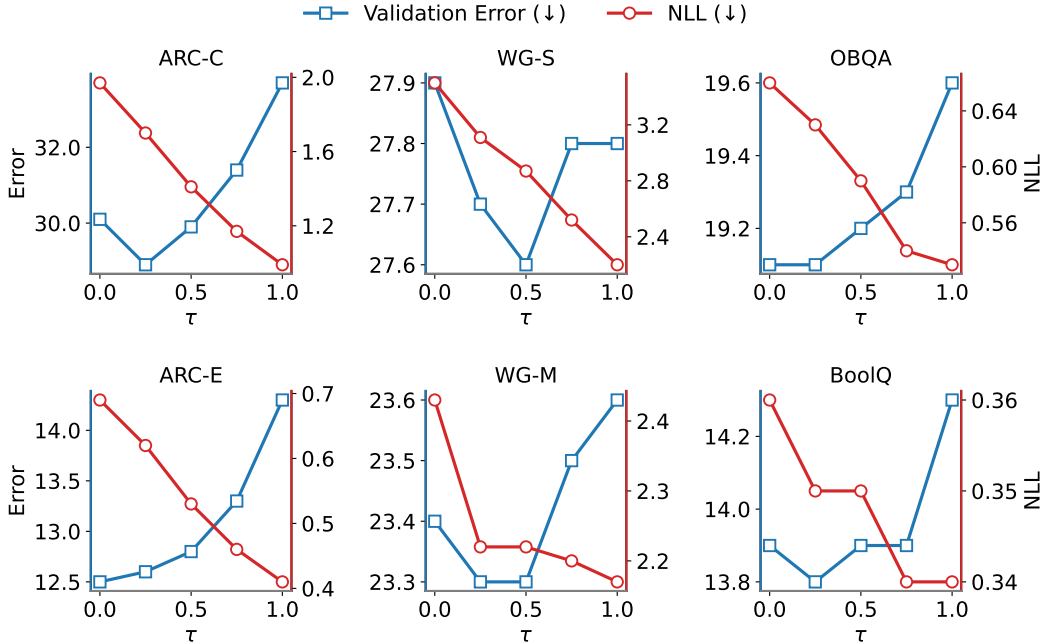 Validation Error (↓) NLL (↓)
ARC-C
Error
32.0
30.0
2.0
1.6
1.2
0.0 0.5 1.0
τ
WG-S
27.9
27.8
27.7
27.6
3.2
2.8
2.4
0.0 0.5 1.0
τ
OBQA
19.6
19.4
19.2
0.64
0.60
0.56
NLL
0.0 0.5 1.0
τ
ARC-E
Error
14.0
13.5
13.0
12.5
0.7
0.6
0.5
0.4
0.0 0.5 1.0
τ
WG-M
23.6
23.5
23.4
23.3
2.4
2.3
2.2
0.0 0.5 1.0
τ
BoolQ
14.2
14.0
13.8
0.36
0.35
0.34
NLL
0.0 0.5 1.0
τ